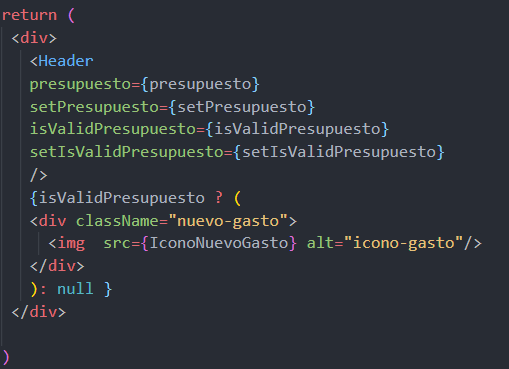 return (
<div>
<Header
presupuesto={presupuesto}
setPresupuesto={setPresupuesto}
isValidPresupuesto={isValidPresupuesto}
setIsValidPresupuesto={setIsValidPresupuesto}
/>
{isValidPresupuesto ? (
<div className="nuevo-gasto">
<img  src={IconoNuevoGasto} alt="icono-gasto"/>
</div>
): null }
</div>
)